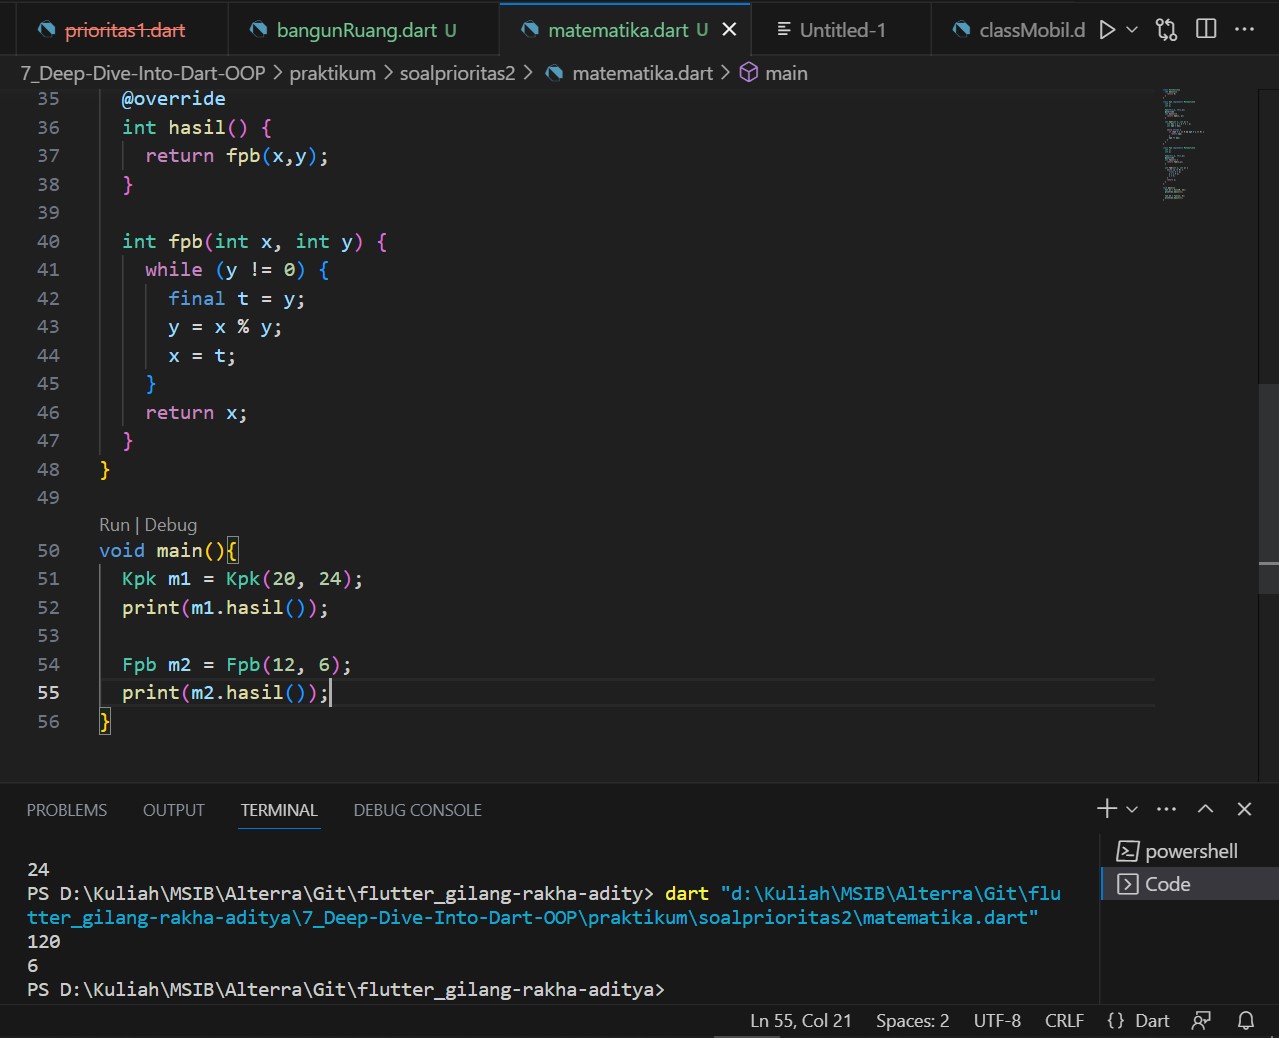 prioritas1.dart bangunRuang.dart U matematika.dart U Untitled-1 classMobil.d
7_Deep-Dive-Into-Dart-OOP > praktikum > soalprioritas2 > matematika.dart > main
35 @override
36 int hasil() {
37 return fpb(x,y);
38 }
39
40 int fpb(int x, int y) {
41 while (y != 0) {
42 final t = y;
43 y = x % y;
44 x = t;
45 }
46 return x;
47 }
48 }
49
Run | Debug
50 void main(){
51 Kpk m1 = Kpk(20, 24);
52 print(m1.hasil());
53
54 Fpb m2 = Fpb(12, 6);
55 print(m2.hasil());
56 }
PROBLEMS OUTPUT TERMINAL DEBUG CONSOLE
powershell
Code
24
PS D:\Kuliah\MSIB\Alterra\Git\flutter_gilang-rakha-adity> dart "d:\Kuliah\MSIB\Alterra\Git\flu
tter_gilang-rakha-aditya\7_Deep-Dive-Into-Dart-OOP\praktikum\soalprioritas2\matematika.dart"
120
6
PS D:\Kuliah\MSIB\Alterra\Git\flutter_gilang-rakha-aditya>
Ln 55, Col 21 Spaces: 2 UTF-8 CRLF {} Dart